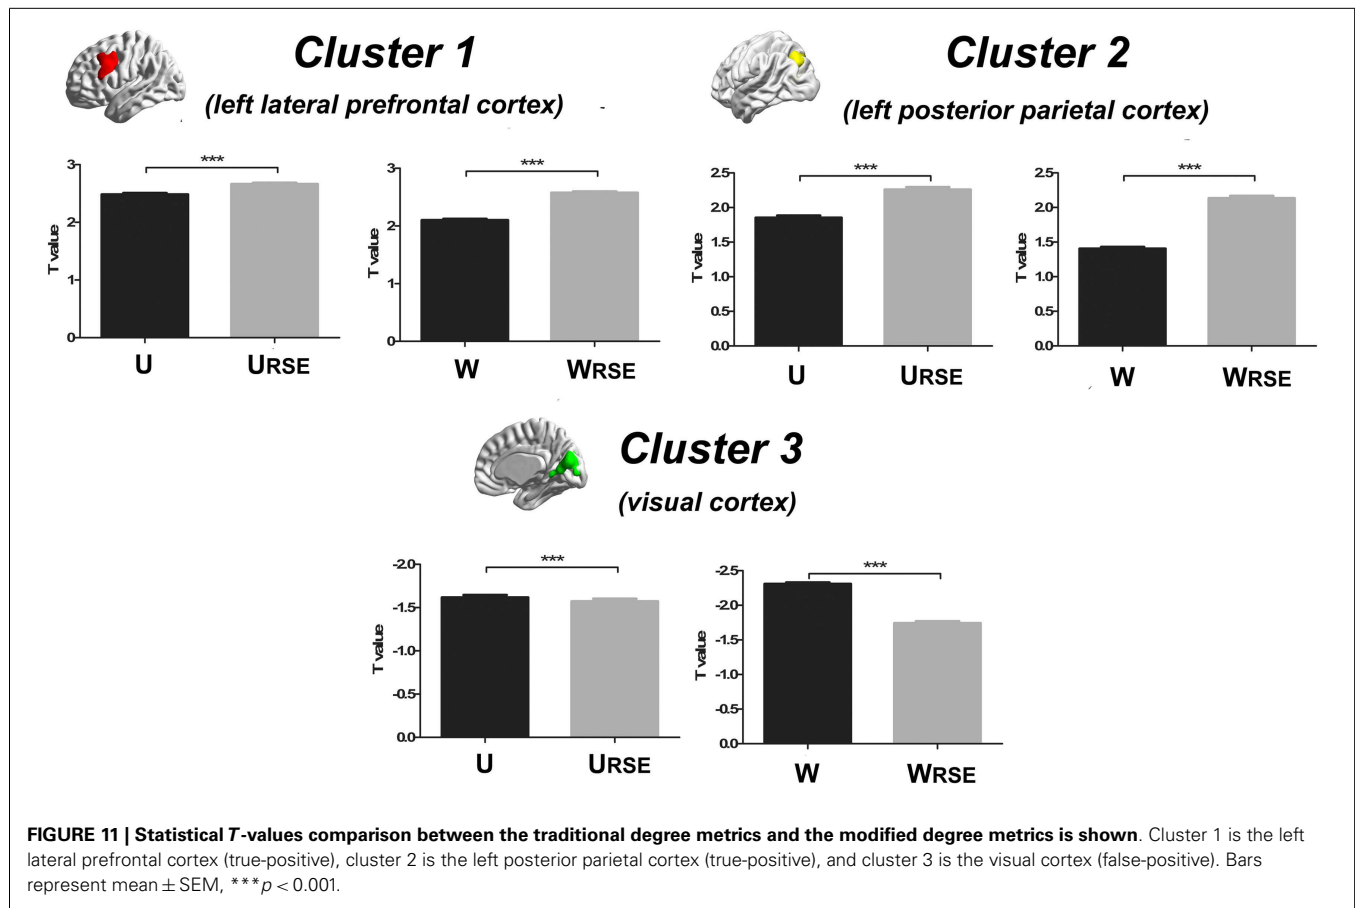 Cluster 1
(left lateral prefrontal cortex)
Cluster 2
(left posterior parietal cortex)
3
2
1
0
T value
***
U
URSE
3
2
1
0
T value
***
W
WRSE
2.5
2.0
1.5
1.0
0.5
0.0
T value
***
U
URSE
2.5
2.0
1.5
1.0
0.5
0.0
T value
***
W
WRSE
Cluster 3
(visual cortex)
-2.0
-1.5
-1.0
-0.5
0.0
T value
***
U
URSE
-2.5
-2.0
-1.5
-1.0
-0.5
0.0
T value
***
W
WRSE
FIGURE 11 | Statistical T-values comparison between the traditional degree metrics and the modified degree metrics is shown. Cluster 1 is the left
lateral prefrontal cortex (true-positive), cluster 2 is the left posterior parietal cortex (true-positive), and cluster 3 is the visual cortex (false-positive). Bars
represent mean ± SEM, ***p < 0.001.